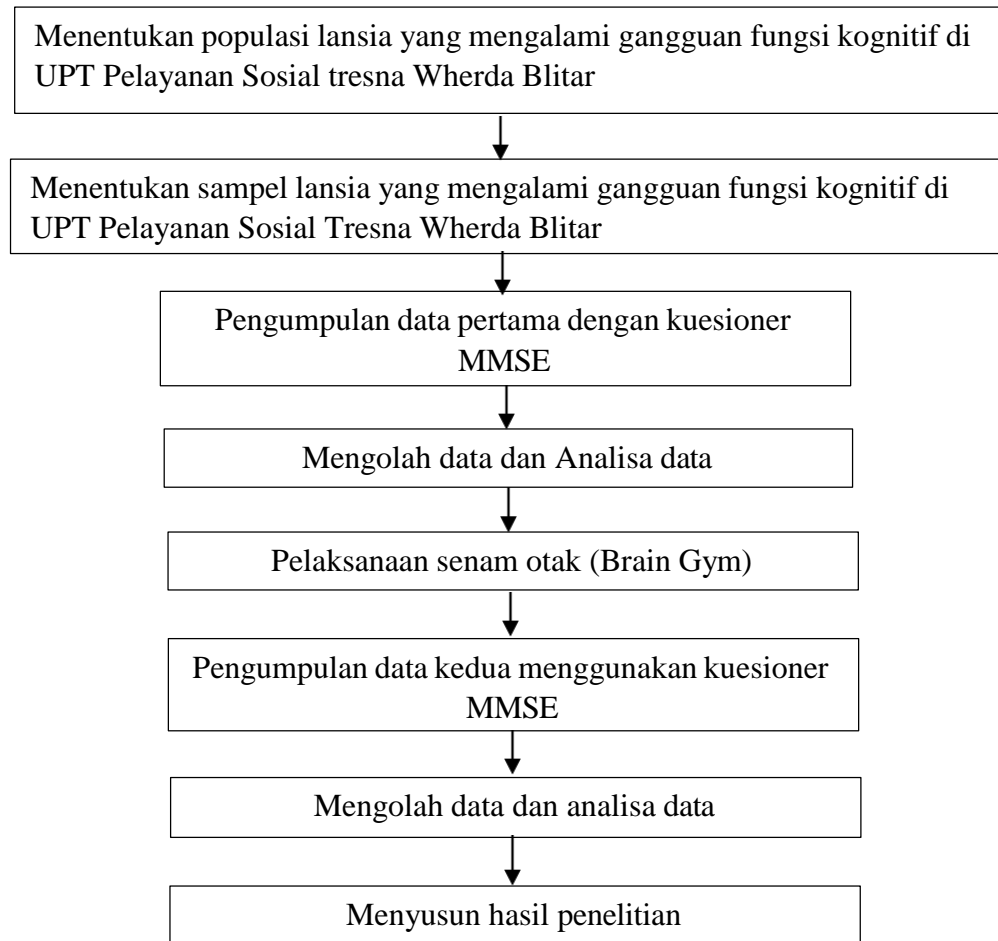 Menentukan populasi lansia yang mengalami gangguan fungsi kognitif di
UPT Pelayanan Sosial tresna Wherda Blitar
Menentukan sampel lansia yang mengalami gangguan fungsi kognitif di
UPT Pelayanan Sosial Tresna Wherda Blitar
Pengumpulan data pertama dengan kuesioner
MMSE
Mengolah data dan Analisa data
Pelaksanaan senam otak (Brain Gym)
Pengumpulan data kedua menggunakan kuesioner
MMSE
Mengolah data dan analisa data
Menyusun hasil penelitian